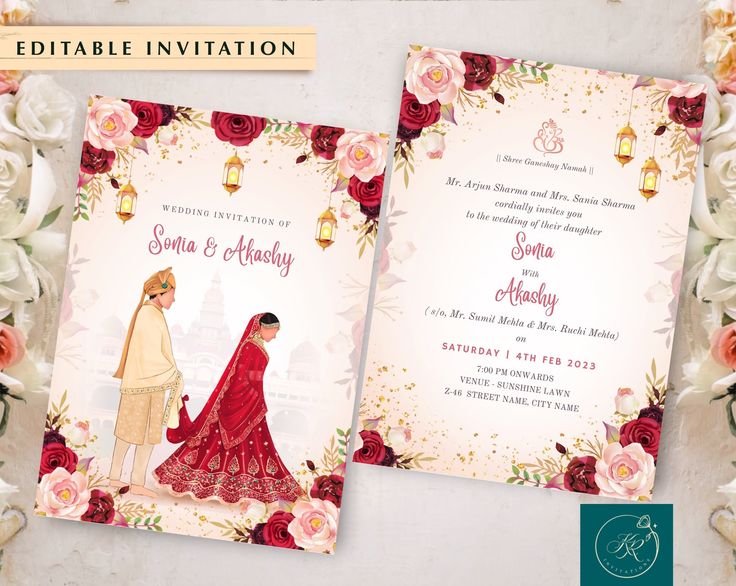 EDITABLE INVITATION
WEDDING INVITATION OF
Sonia & Akashy
|| Shree Ganeshay Namah ||
Mr. Arjun Sharma and Mrs. Sania Sharma
cordially invites you
to the wedding of their daughter
Sonia
With
Akashy
( s/o, Mr. Sumit Mehta & Mrs. Ruchi Mehta)
on
SATURDAY | 4TH FEB 2023
7:00 PM ONWARDS
VENUE - SUNSHINE LAWN
Z-46 STREET NAME, CITY NAME
KR
INVITATIONS